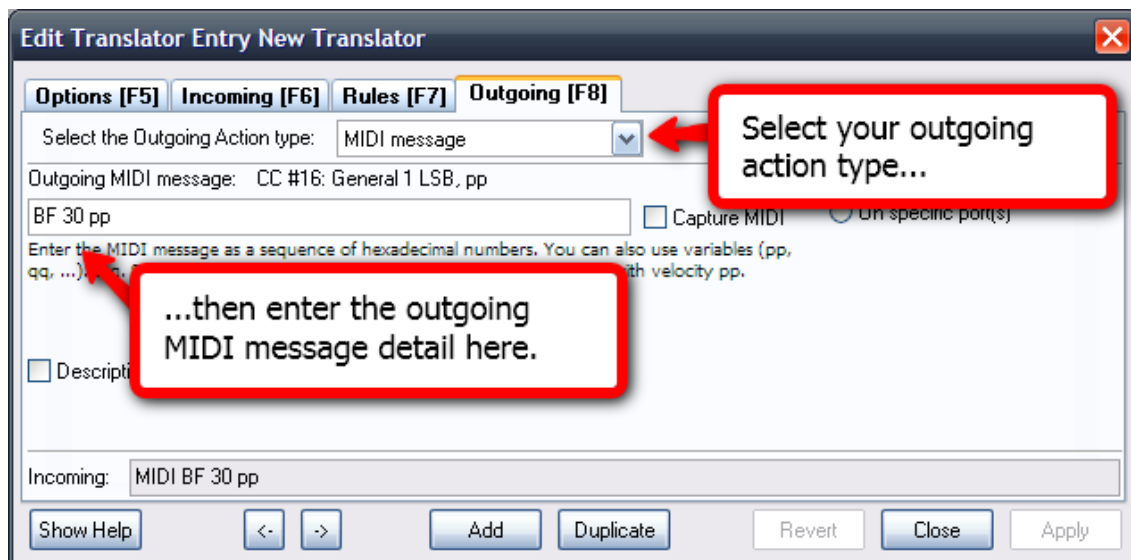 Edit Translator Entry New Translator
Options [F5] Incoming [F6] Rules [F7] Outgoing [F8]
Select the Outgoing Action type: MIDI message
Select your outgoing
action type...
Outgoing MIDI message: CC #16: General 1 LSB, pp
BF 30 pp
Capture MIDI
On specific port(s)
Enter the MIDI message as a sequence of hexadecimal numbers. You can also use variables (pp,
qq, ...) with velocity pp.
...then enter the outgoing
MIDI message detail here.
Incoming: MIDI BF 30 pp
Show Help <- -> Add Duplicate Revert Close Apply